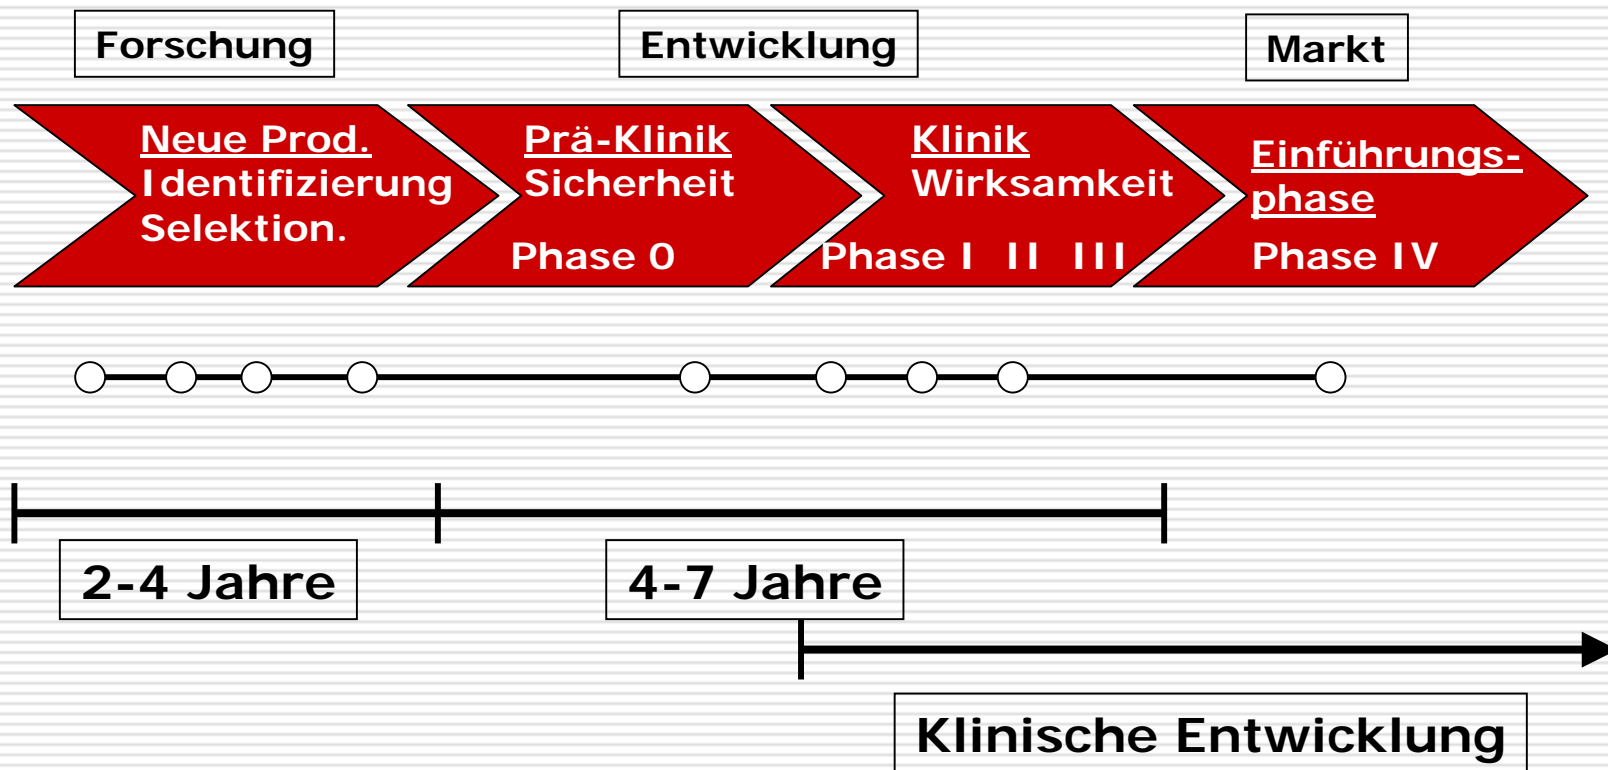 Forschung
Entwicklung
Markt
Neue Prod.
Identifizierung
Selektion.
Prä-Klinik
Sicherheit
Phase 0
Klinik
Wirksamkeit
Phase I II III
Einführungs-
phase
Phase IV
2-4 Jahre
4-7 Jahre
Klinische Entwicklung